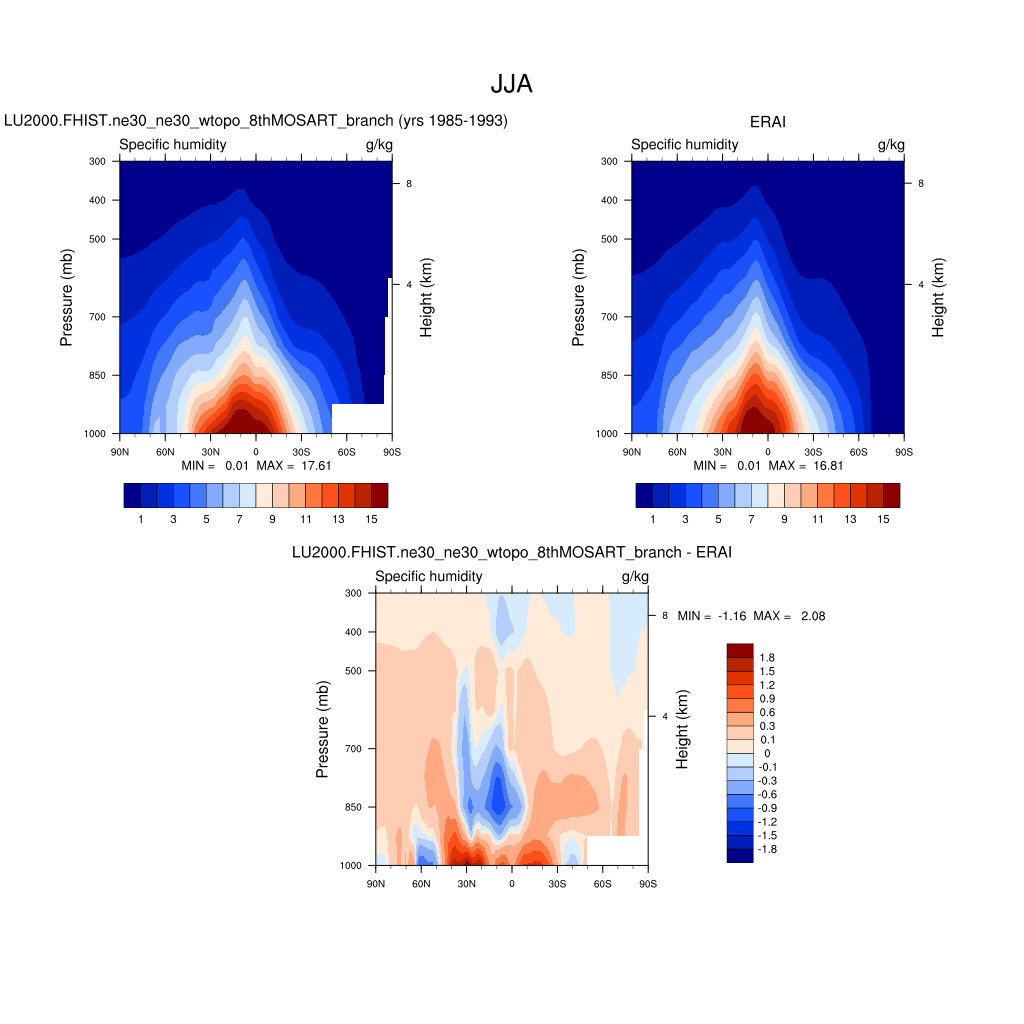 JJA
LU2000.FHIST.ne30_ne30_wtopo_8thMOSART_branch (yrs 1985-1993)
Specific humidity g/kg
300
400
500
700
850
1000
Pressure (mb)
8
4
Height (km)
90N 60N 30N 0 30S 60S 90S
MIN = 0.01 MAX = 17.61
1 3 5 7 9 11 13 15
ERAI
Specific humidity g/kg
300
400
500
700
850
1000
Pressure (mb)
8
4
Height (km)
90N 60N 30N 0 30S 60S 90S
MIN = 0.01 MAX = 16.81
1 3 5 7 9 11 13 15
LU2000.FHIST.ne30_ne30_wtopo_8thMOSART_branch - ERAI
Specific humidity g/kg
300
400
500
700
850
1000
Pressure (mb)
8
4
Height (km)
90N 60N 30N 0 30S 60S 90S
MIN = -1.16 MAX = 2.08
1.8
1.5
1.2
0.9
0.6
0.3
0.1
0
-0.1
-0.3
-0.6
-0.9
-1.2
-1.5
-1.8